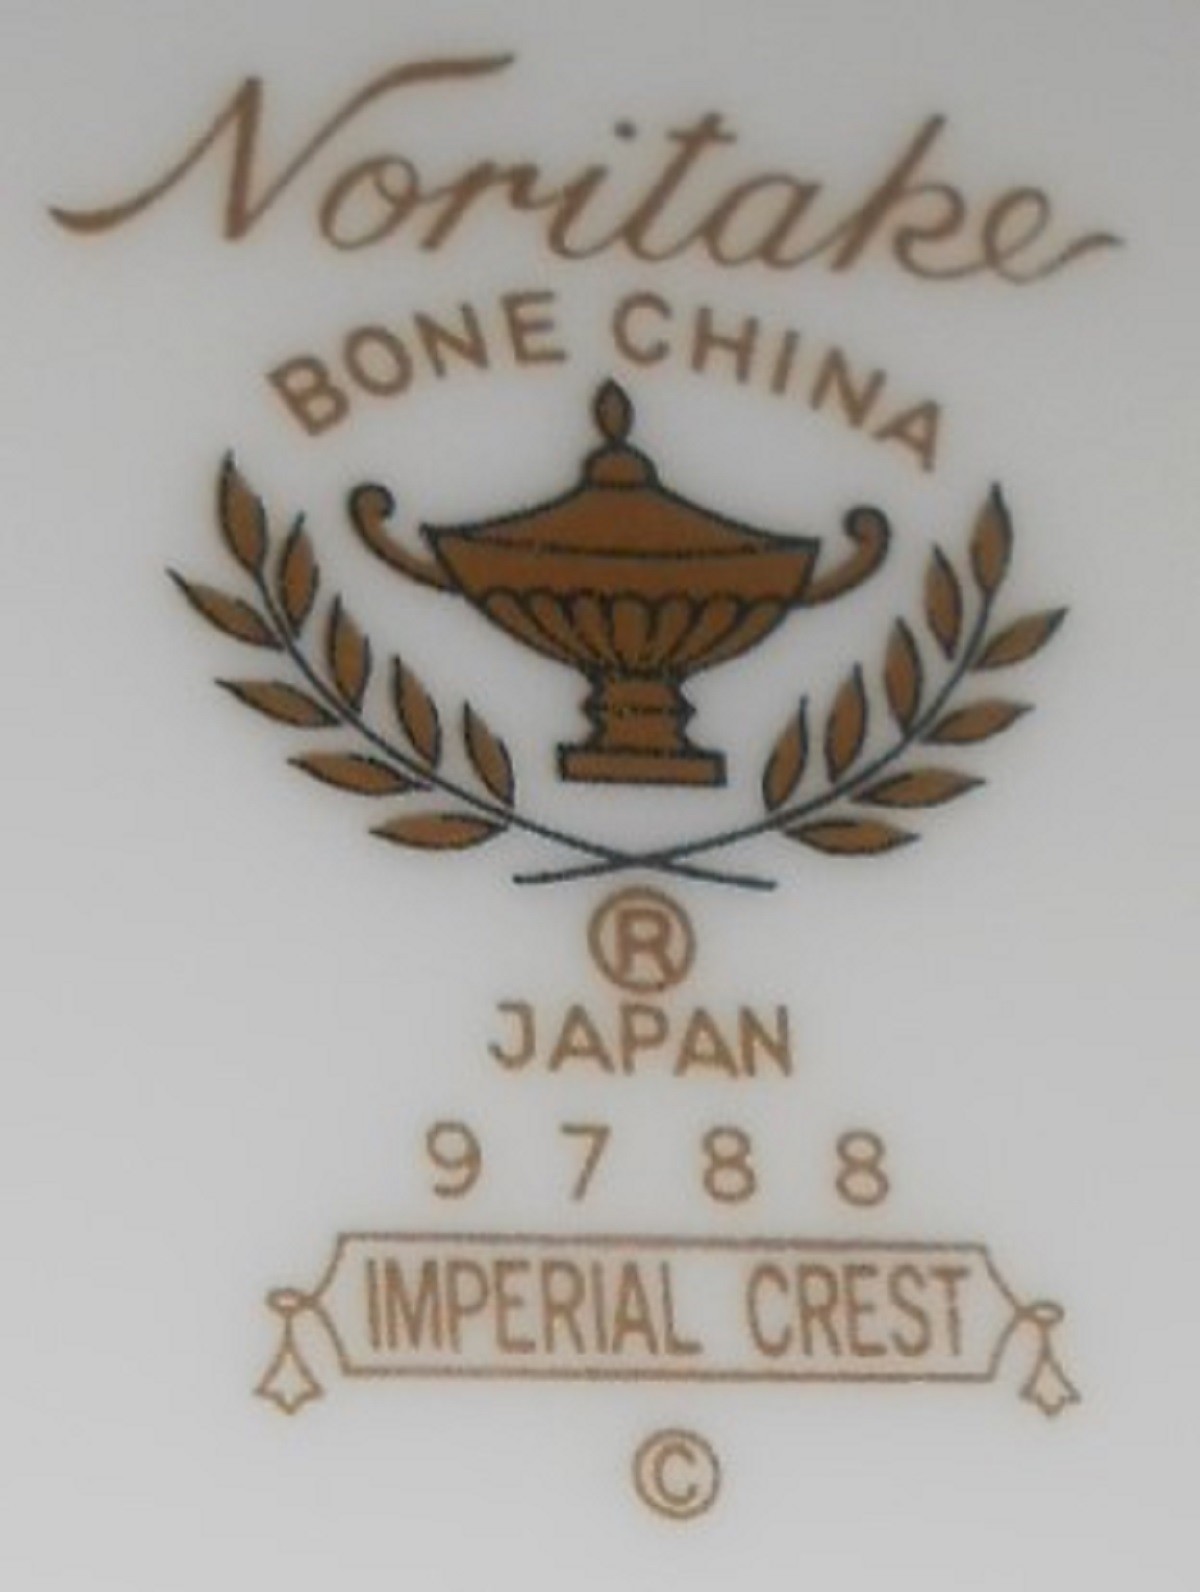 Noritake
BONE CHINA
®
JAPAN
9788
IMPERIAL CREST
©